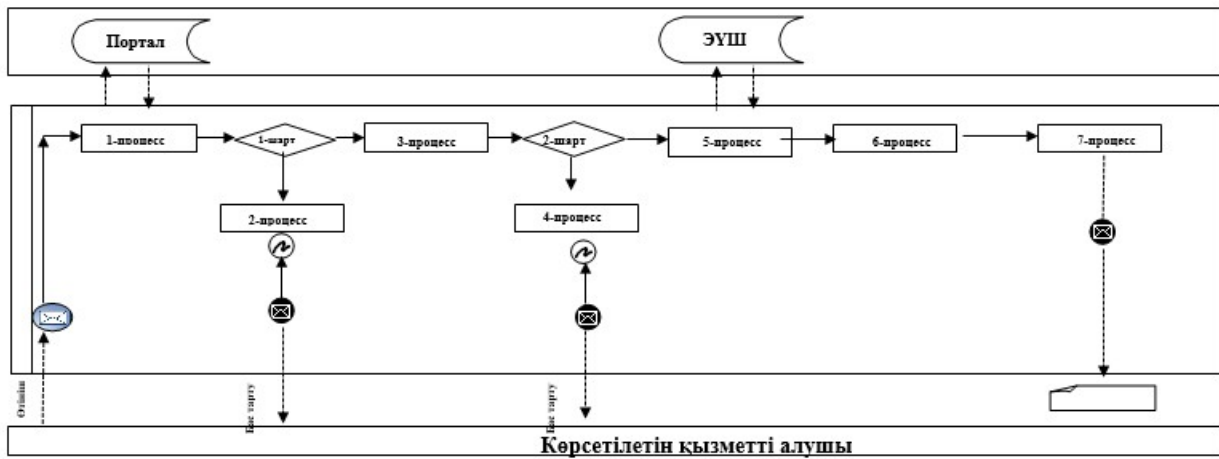 Портал
ЭҮШ
1-процесс
1-шарт
3-процесс
2-шарт
5-процесс
6-процесс
7-процесс
2-процесс
4-процесс
Өтініш
Бас тарту
Бас тарту
Көрсетілетін қызметті алушы